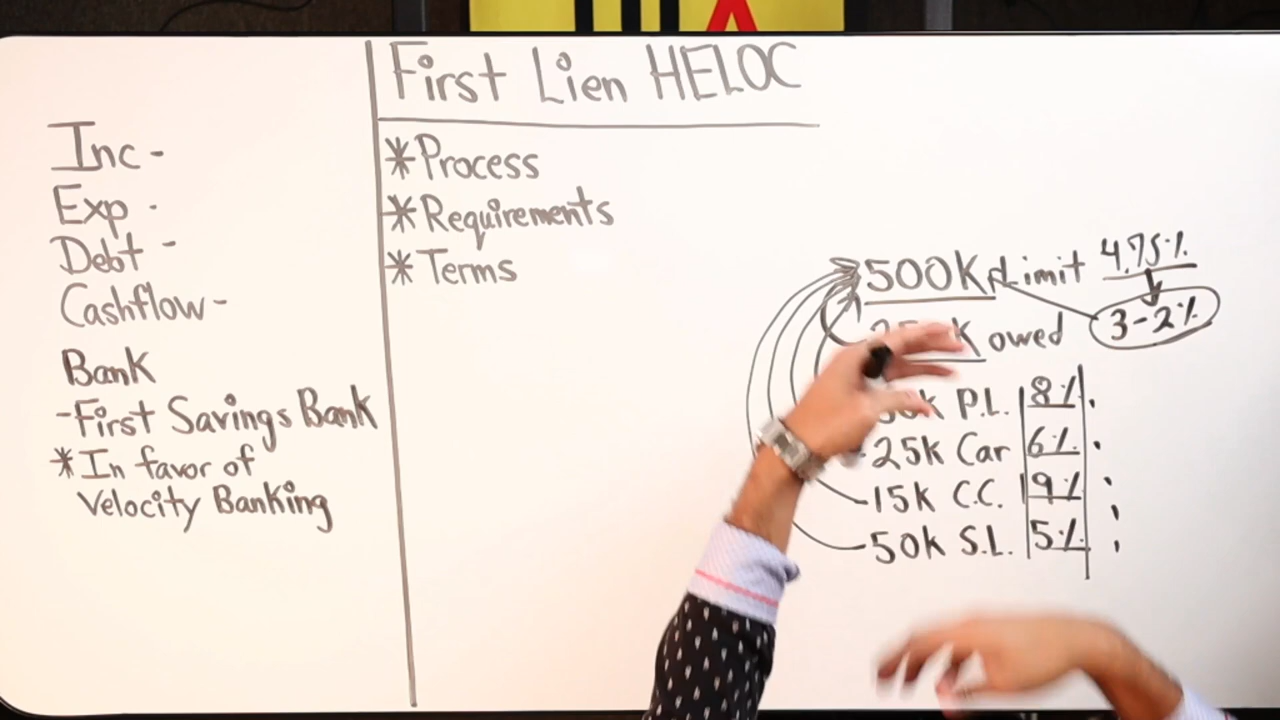 First Lien HELOC
Inc -
Exp -
Debt -
Cashflow -
Bank
- First Savings Bank
* In favor of
Velocity Banking
* Process
* Requirements
* Terms
500K Limit 4.75%
3-2%
K owed
K P.L. 8%
25K Car 6%
15K C.C. 9%
50K S.L. 5%